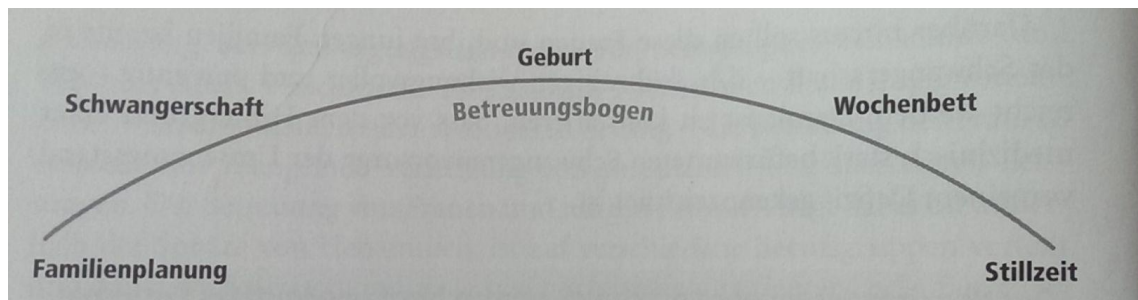 Geburt
Schwangerschaft
Betreuungsbogen
Wochenbett
Familienplanung
Stillzeit